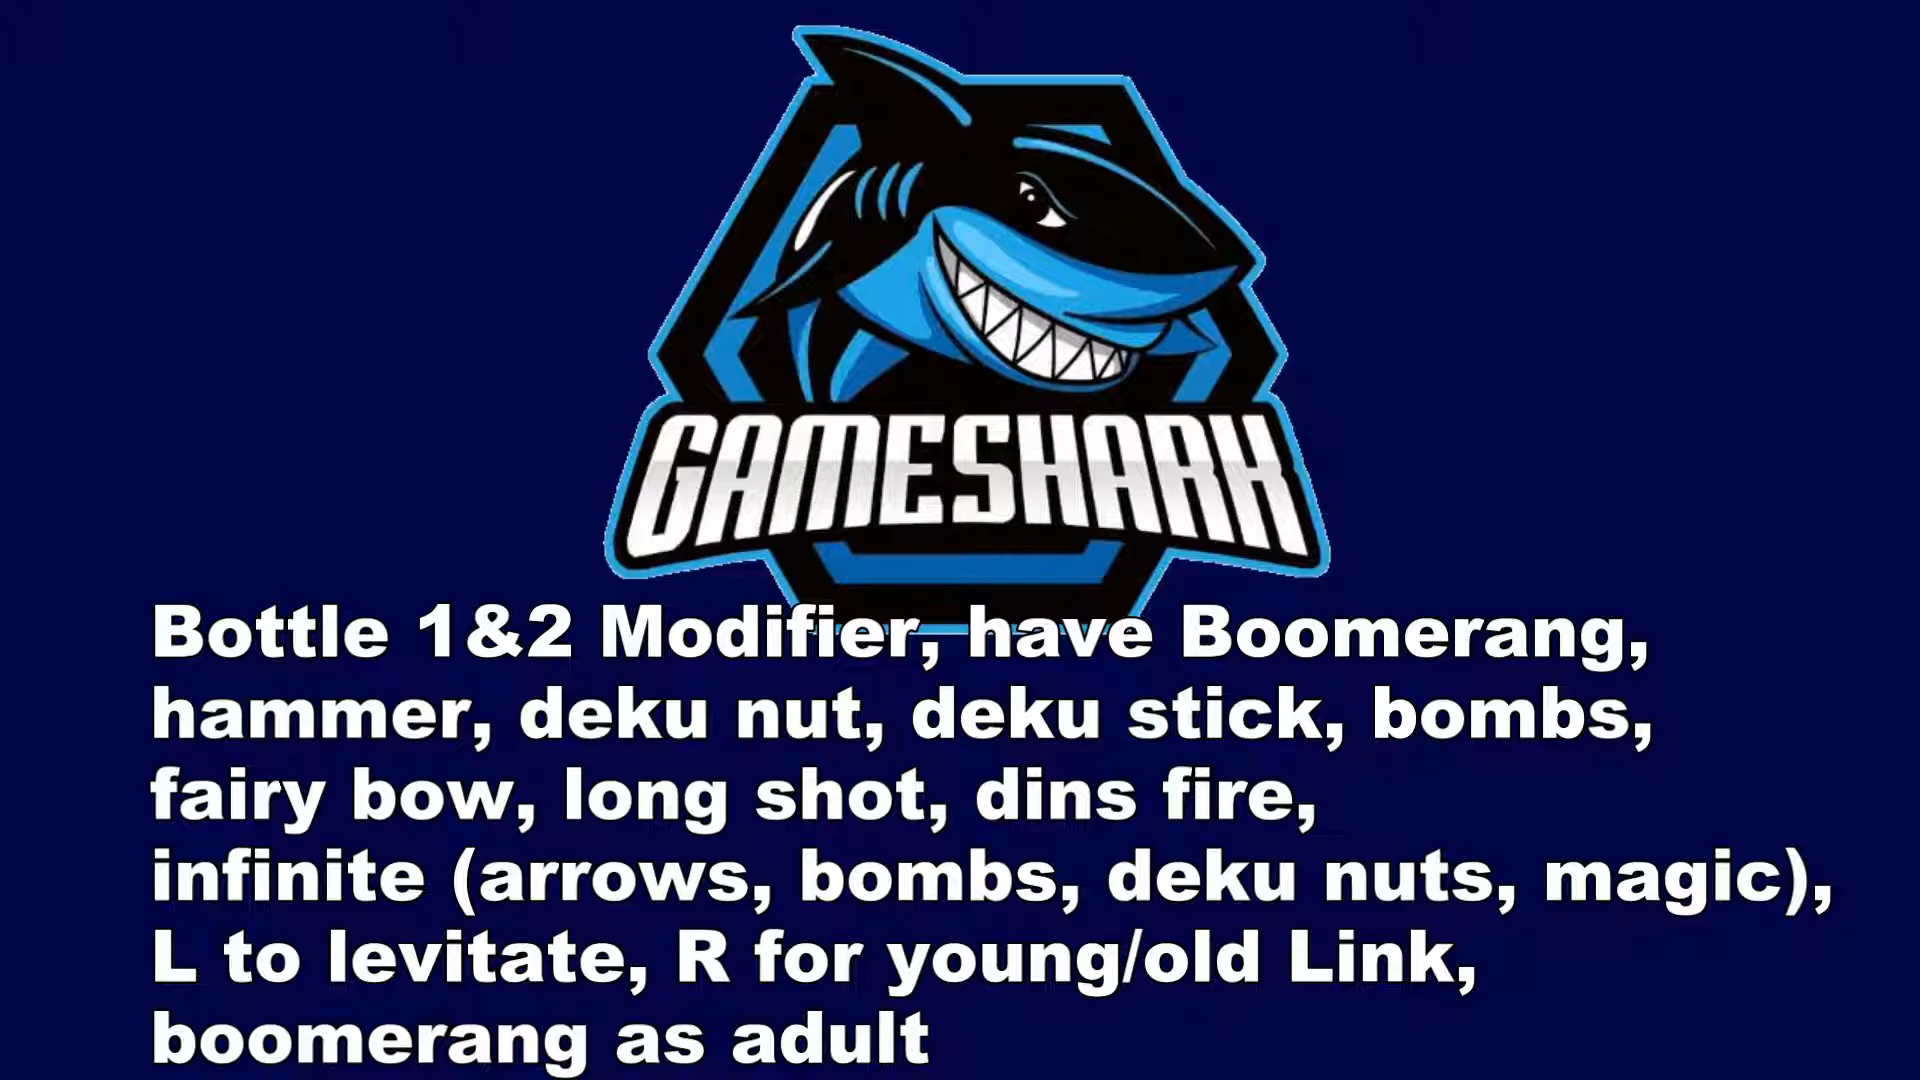 GAMESHARK
Bottle 1&2 Modifier, have Boomerang,
hammer, deku nut, deku stick, bombs,
fairy bow, long shot, dins fire,
infinite (arrows, bombs, deku nuts, magic),
L to levitate, R for young/old Link,
boomerang as adult